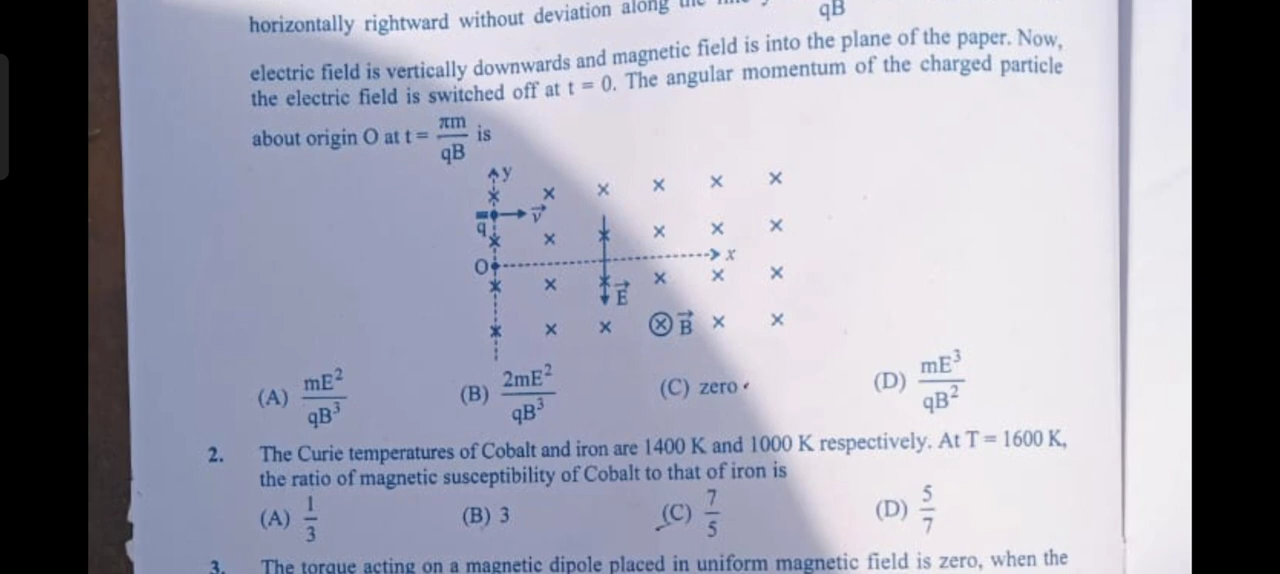 horizontally rightward without deviation along
qB
electric field is vertically downwards and magnetic field is into the plane of the paper. Now,
the electric field is switched off at t = 0. The angular momentum of the charged particle
about origin O at t = πm/qB is
y
q v⃗
O x
E⃗
⊗ B⃗
(A) mE²/qB³ (B) 2mE²/qB³ (C) zero (D) mE³/qB²
2. The Curie temperatures of Cobalt and iron are 1400 K and 1000 K respectively. At T = 1600 K,
the ratio of magnetic susceptibility of Cobalt to that of iron is
(A) 1/3 (B) 3 (C) 7/5 (D) 5/7
3. The torque acting on a magnetic dipole placed in uniform magnetic field is zero, when the